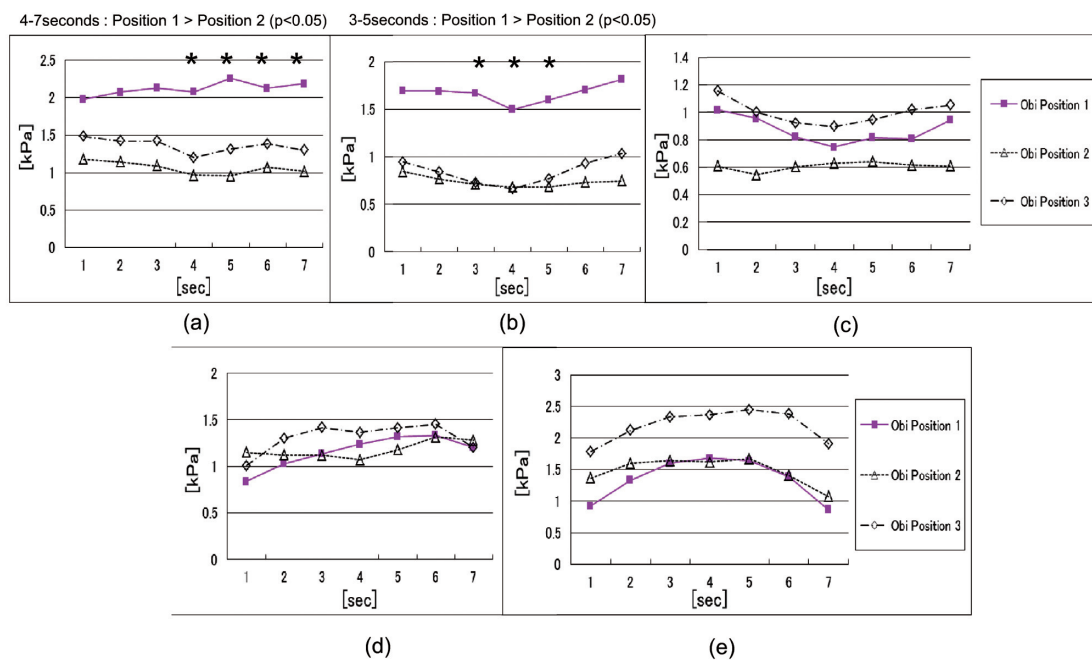 4-7seconds : Position 1 > Position 2 (p<0.05)
3-5seconds : Position 1 > Position 2 (p<0.05)
* * * *
2.5
2
1.5
1
0.5
0
[kPa]
1 2 3 4 5 6 7
[sec]
(a)
* * *
2
1.5
1
0.5
0
[kPa]
1 2 3 4 5 6 7
[sec]
(b)
1.4
1.2
1
0.8
0.6
0.4
0.2
0
[kPa]
1 2 3 4 5 6 7
[sec]
(c)
Obi Position 1
Obi Position 2
Obi Position 3
2
1.5
1
0.5
0
[kPa]
1 2 3 4 5 6 7
[sec]
(d)
3
2.5
2
1.5
1
0.5
0
[kPa]
1 2 3 4 5 6 7
[sec]
(e)
Obi Position 1
Obi Position 2
Obi Position 3